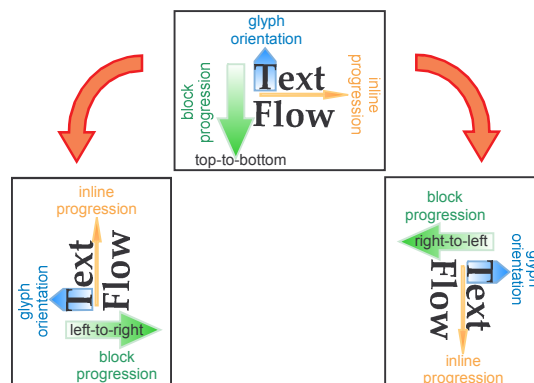 glyph
orientation
block
progression
Text
Flow
inline
progression
top-to-bottom
inline
progression
glyph
orientation
Text
Flow
left-to-right
block
progression
block
progression
right-to-left
glyph
orientation
Text
Flow
inline
progression